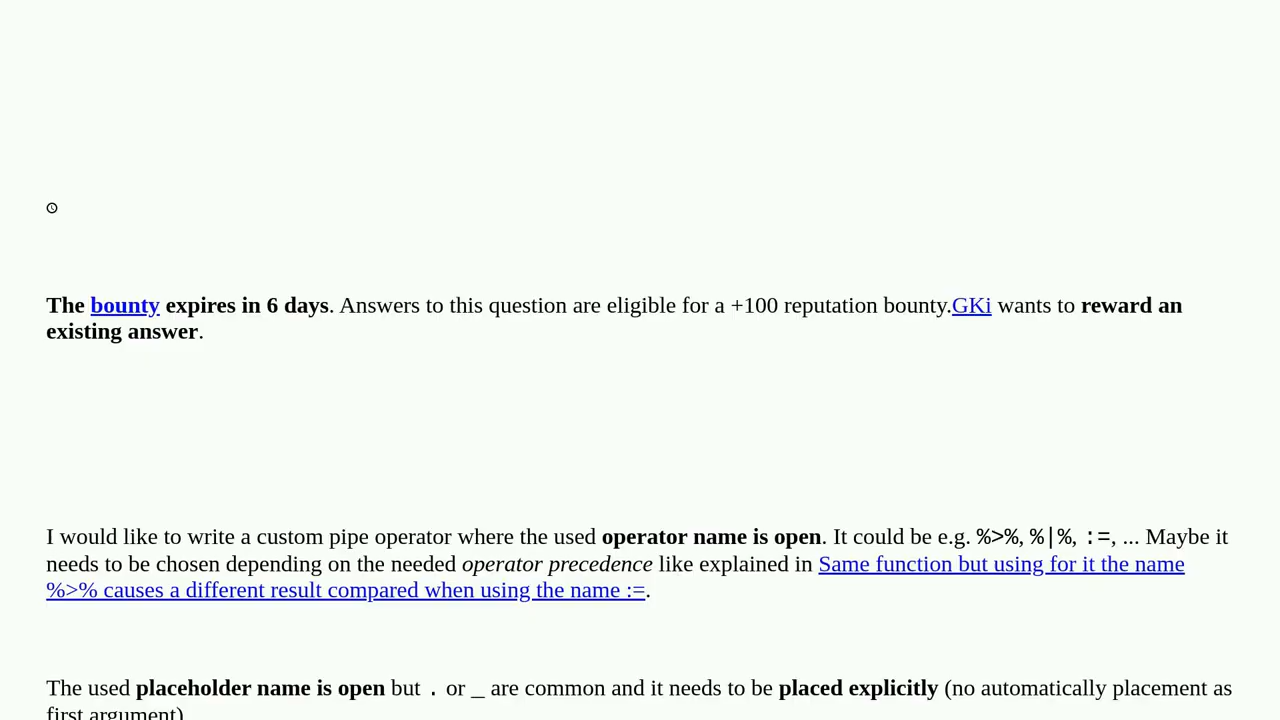 The bounty expires in 6 days. Answers to this question are eligible for a +100 reputation bounty.GKi wants to reward an
existing answer.
I would like to write a custom pipe operator where the used operator name is open. It could be e.g. %>%, %|%, :=, ... Maybe it
needs to be chosen depending on the needed operator precedence like explained in Same function but using for it the name
%>% causes a different result compared when using the name :=.
The used placeholder name is open but . or _ are common and it needs to be placed explicitly (no automatically placement as
first argument)